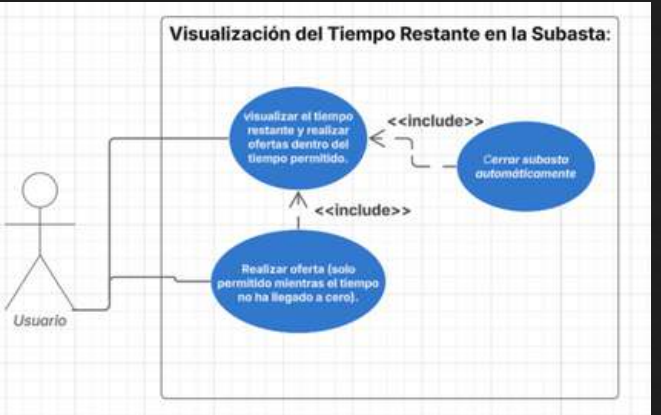 Visualización del Tiempo Restante en la Subasta:
visualizar el tiempo
restante y realizar
ofertas dentro del
tiempo permitido.
<<include>>
Cerrar subasta
automáticamente
<<include>>
Realizar oferta (solo
permitido mientras el tiempo
no ha llegado a cero).
Usuario